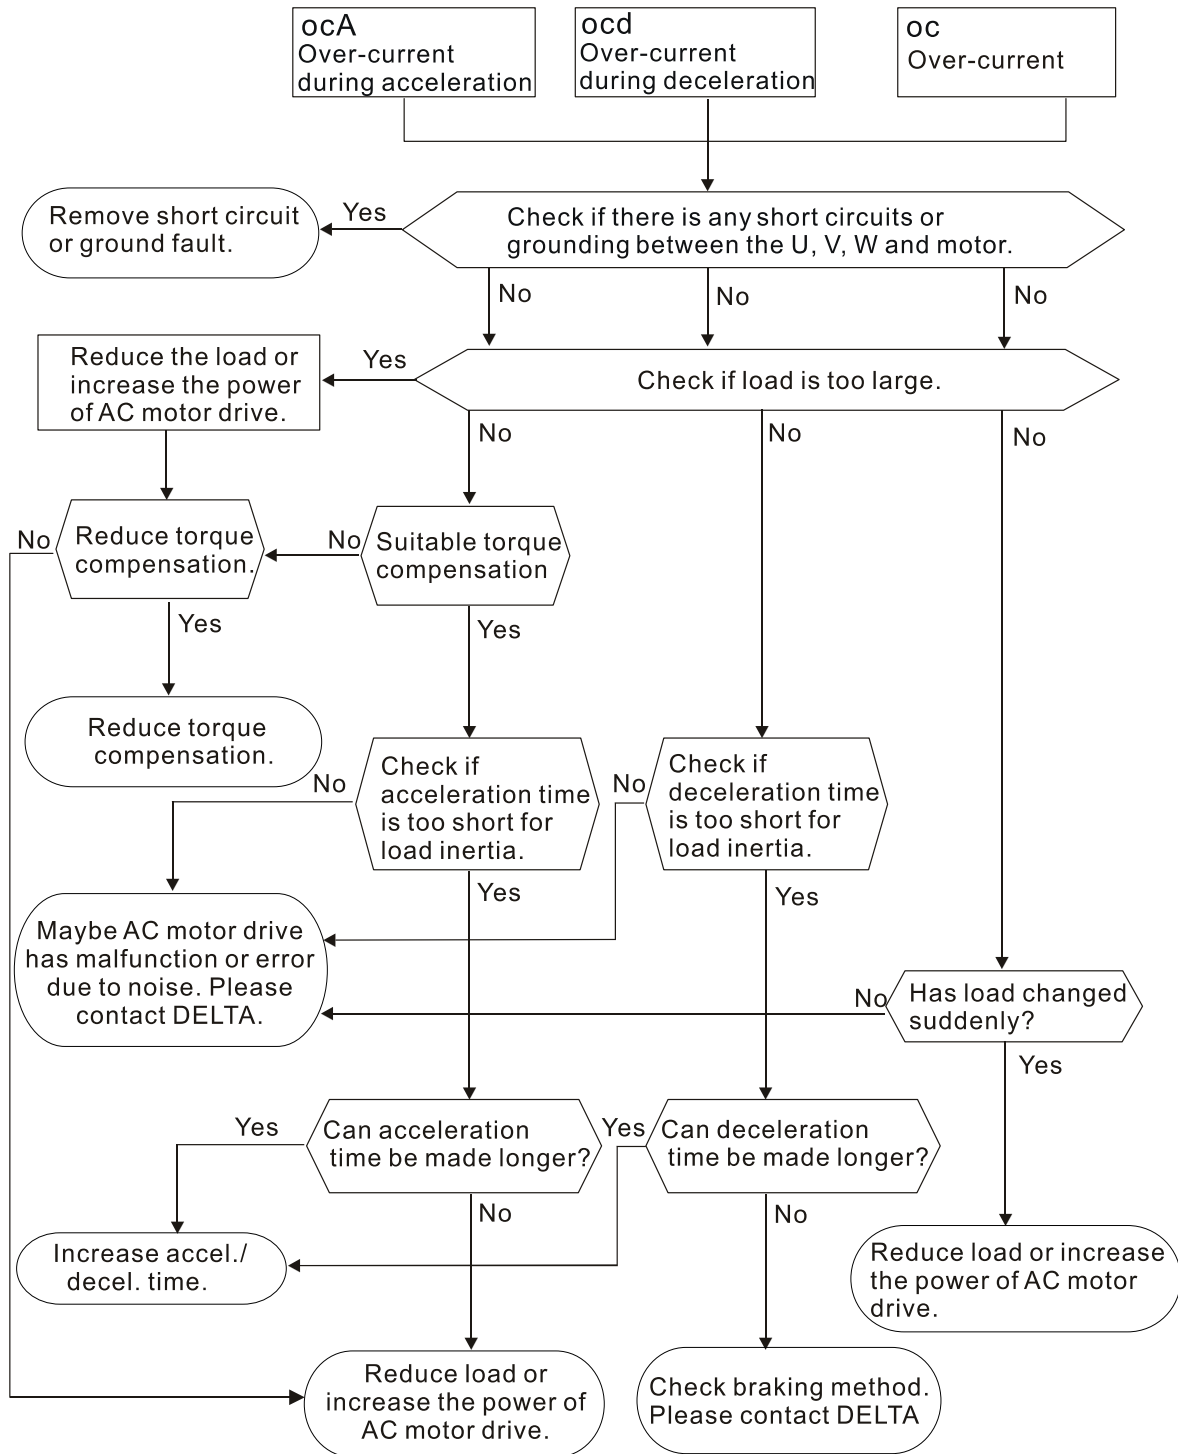 ocA
Over-current
during acceleration
ocd
Over-current
during deceleration
oc
Over-current
Remove short circuit
or ground fault.
Yes
Check if there is any short circuits or
grounding between the U, V, W and motor.
No
No
No
Reduce the load or
increase the power
of AC motor drive.
Yes
Check if load is too large.
No
No
No
No
Reduce torque
compensation.
No
Suitable torque
compensation
Yes
Yes
Reduce torque
compensation.
No
Check if
acceleration time
is too short for
load inertia.
No
Check if
deceleration time
is too short for
load inertia.
Yes
Yes
Maybe AC motor drive
has malfunction or error
due to noise. Please
contact DELTA.
No
Has load changed
suddenly?
Yes
Yes
Can acceleration
time be made longer?
Yes
Can deceleration
time be made longer?
No
No
Increase accel./
decel. time.
Reduce load or increase
the power of AC motor
drive.
Reduce load or
increase the power of
AC motor drive.
Check braking method.
Please contact DELTA